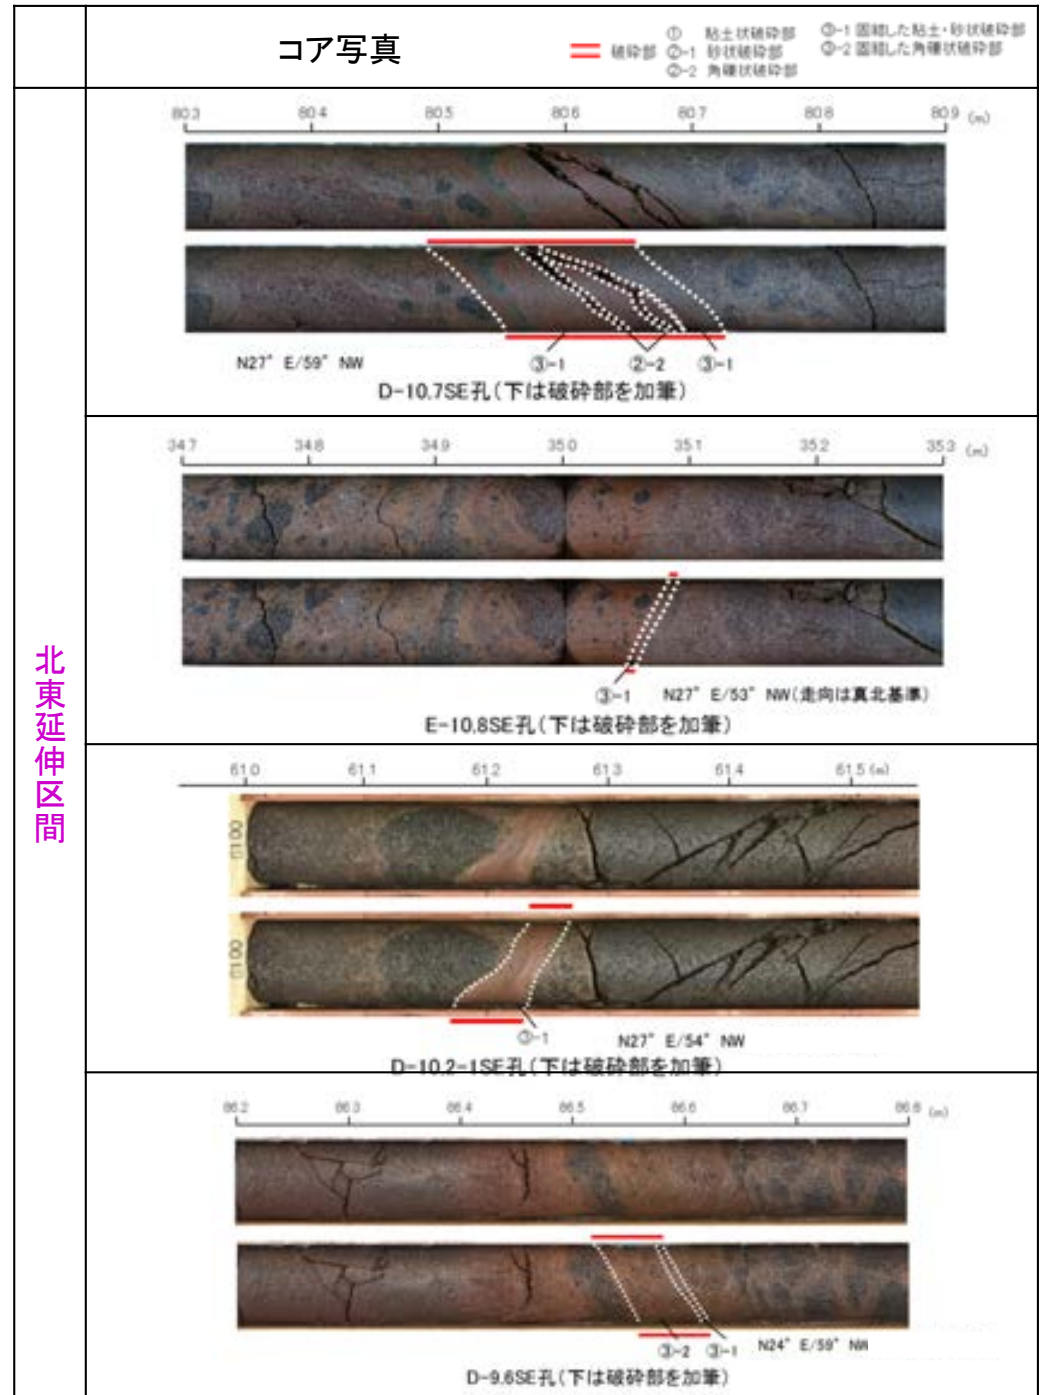 コア写真
破砕部
① 粘土状破砕部
②-1 砂状破砕部
②-2 角礫状破砕部
③-1 固結した粘土・砂状破砕部
③-2 固結した角礫状破砕部
北東延伸区間
80.3 80.4 80.5 80.6 80.7 80.8 80.9 (m)
N27° E/59° NW
③-1 ②-2 ③-1
D-10.7SE孔(下は破砕部を加筆)
34.7 34.8 34.9 35.0 35.1 35.2 35.3 (m)
③-1 N27° E/53° NW(走向は真北基準)
E-10.8SE孔(下は破砕部を加筆)
61.0 61.1 61.2 61.3 61.4 61.5 (m)
③-1 N27° E/54° NW
D-10.2-1SE孔(下は破砕部を加筆)
86.2 86.3 86.4 86.5 86.6 86.7 86.8 (m)
③-2 ③-1 N24° E/59° NW
D-9.6SE孔(下は破砕部を加筆)